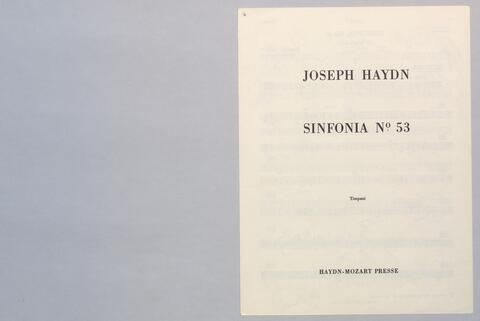 JOSEPH HAYDN
SINFONIA Nº 53
Timpani
HAYDN-MOZART PRESSE